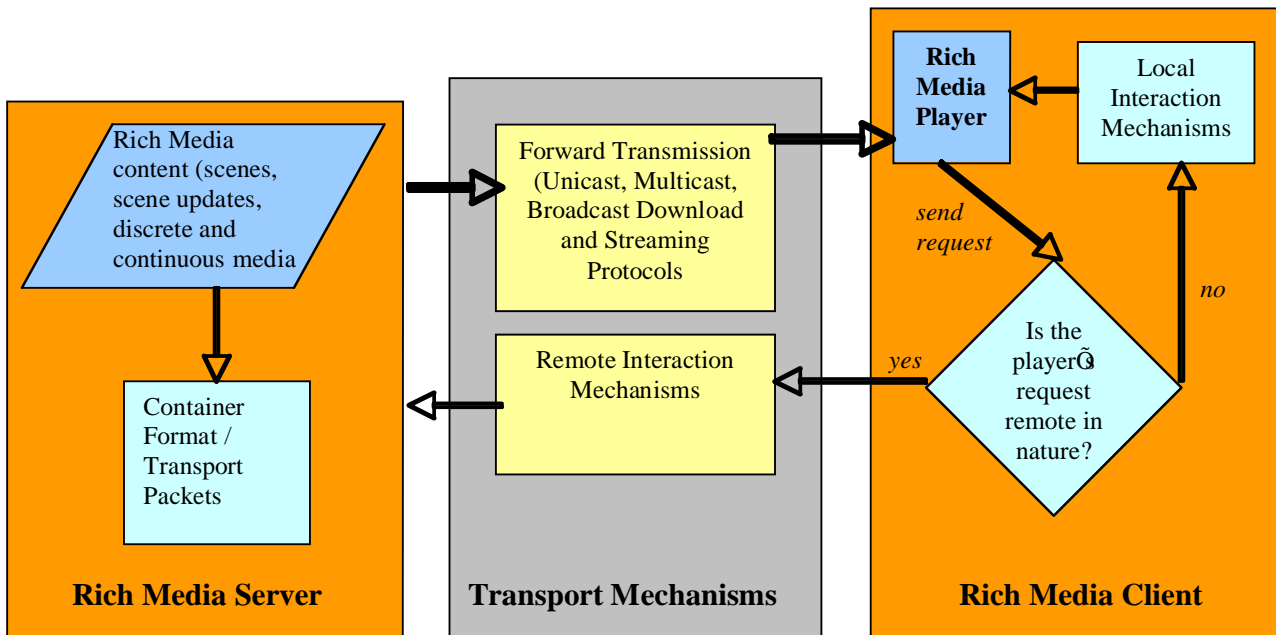 Rich Media
content (scenes,
scene updates,
discrete and
continuous media
Container
Format /
Transport
Packets
Rich Media Server
Forward Transmission
(Unicast, Multicast,
Broadcast Download
and Streaming
Protocols
Remote Interaction
Mechanisms
Transport Mechanisms
Rich
Media
Player
Local
Interaction
Mechanisms
send
request
no
yes
Is the
playerÕs
request
remote in
nature?
Rich Media Client